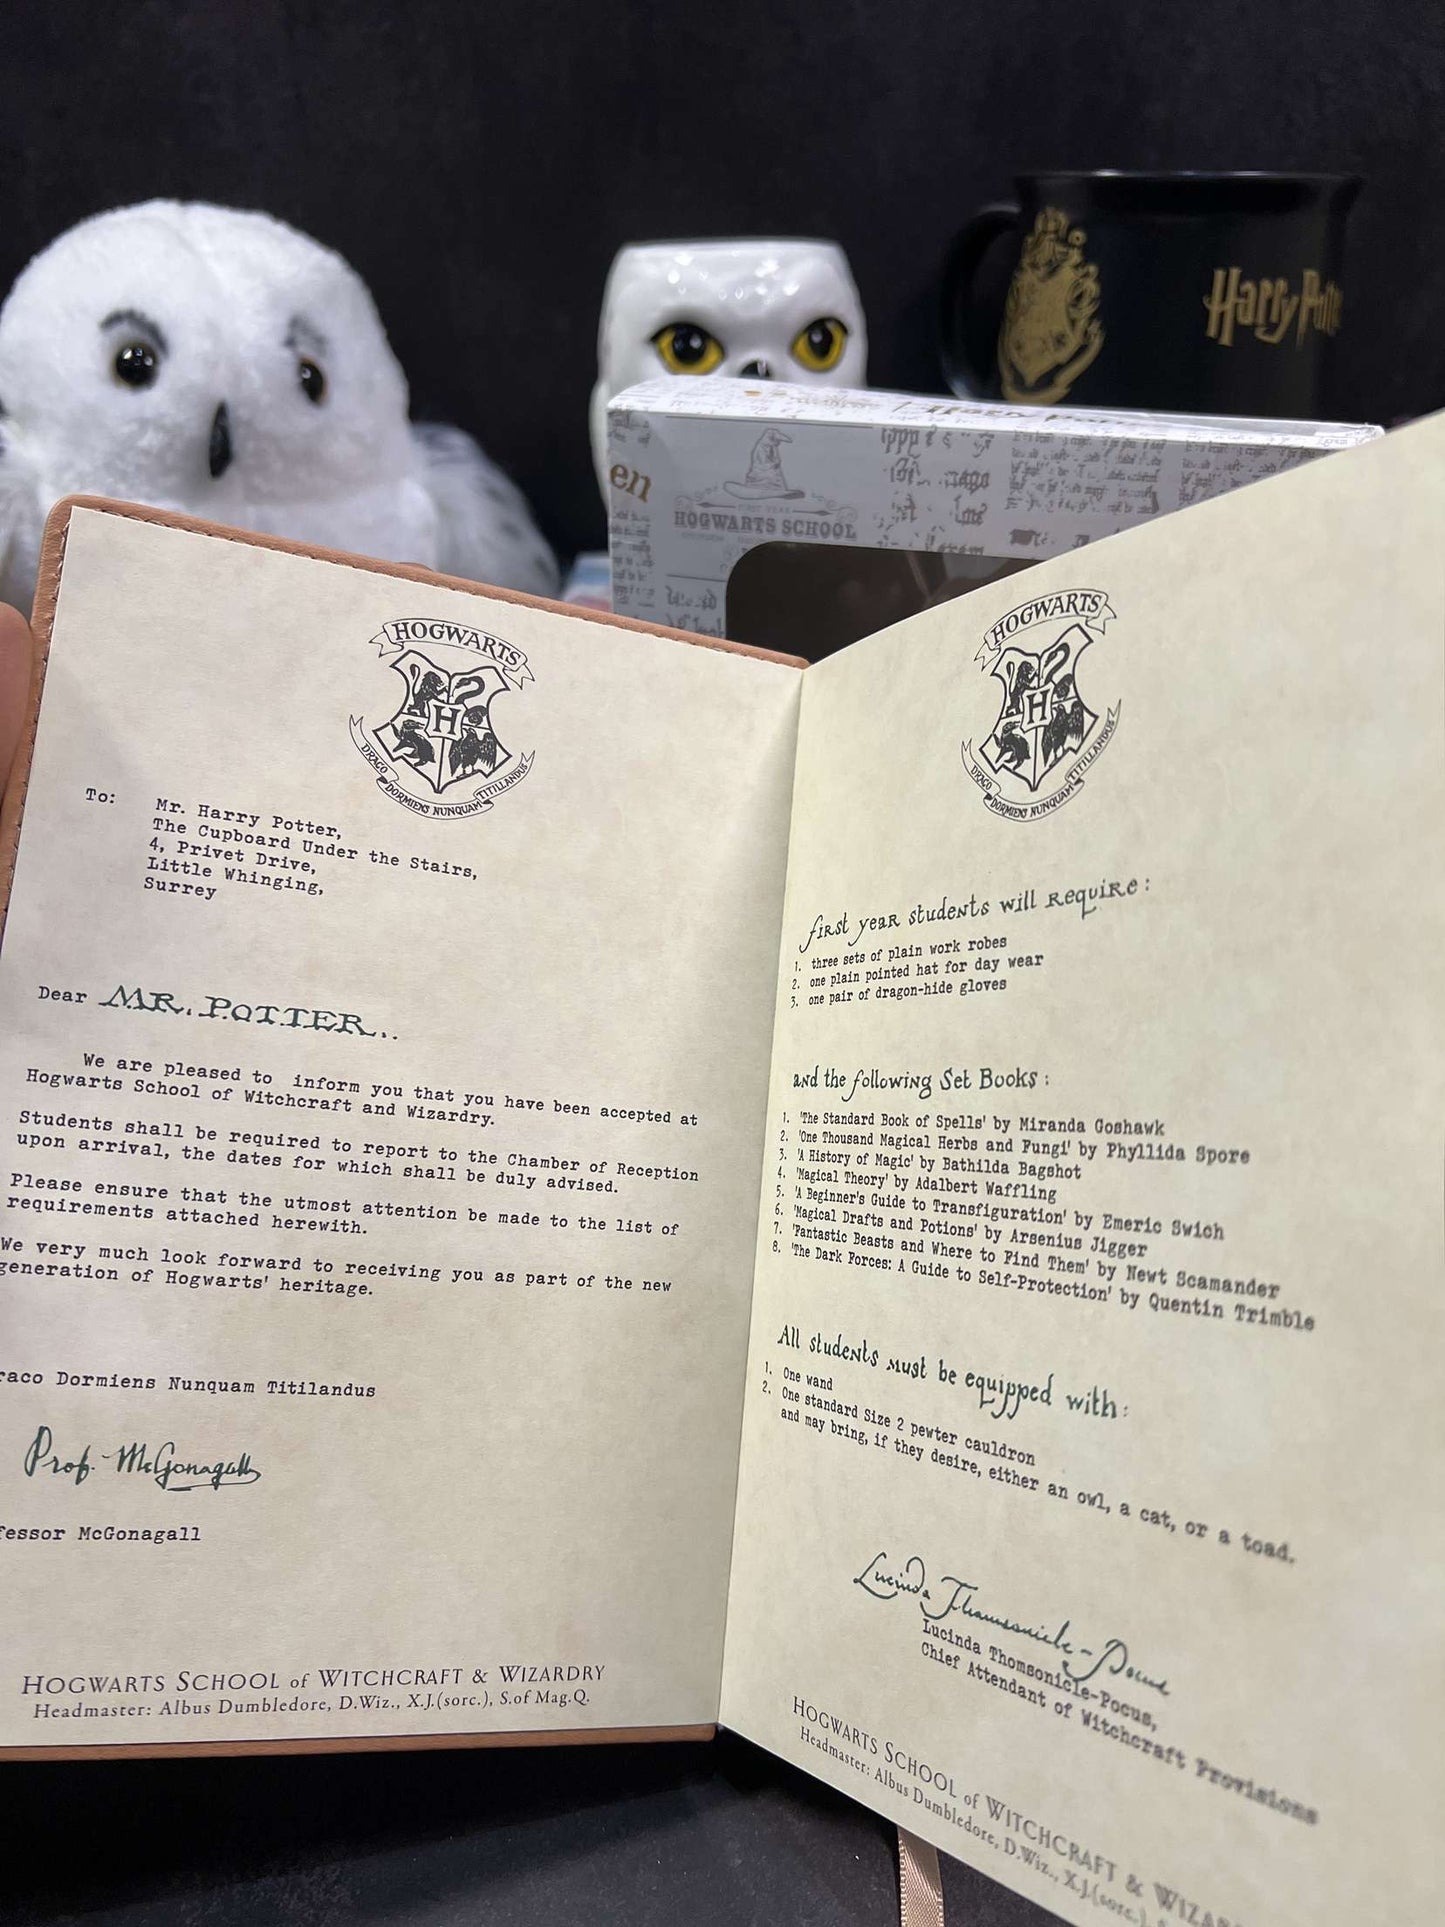 Harry Potter
en
Harry Potter
FIRST YEAR
HOGWARTS SCHOOL
HOGWARTS
H
DRACO DORMIENS NUNQUAM TITILLANDUS
To: Mr. Harry Potter,
The Cupboard Under the Stairs,
4, Privet Drive,
Little Whinging,
Surrey
Dear MR. POTTER..
We are pleased to inform you that you have been accepted at
Hogwarts School of Witchcraft and Wizardry.
Students shall be required to report to the Chamber of Reception
upon arrival, the dates for which shall be duly advised.
Please ensure that the utmost attention be made to the list of
requirements attached herewith.
We very much look forward to receiving you as part of the new
generation of Hogwarts' heritage.
raco Dormiens Nunquam Titilandus
Prof. McGonagall
fessor McGonagall
HOGWARTS SCHOOL of WITCHCRAFT & WIZARDRY
Headmaster: Albus Dumbledore, D.Wiz., X.J.(sorc.), S.of Mag.Q.
HOGWARTS
H
DRACO DORMIENS NUNQUAM TITILLANDUS
first year students will require:
1. three sets of plain work robes
2. one plain pointed hat for day wear
3. one pair of dragon-hide gloves
and the following Set Books:
1. 'The Standard Book of Spells' by Miranda Goshawk
2. 'One Thousand Magical Herbs and Fungi' by Phyllida Spore
3. 'A History of Magic' by Bathilda Bagshot
4. 'Magical Theory' by Adalbert Waffling
5. 'A Beginner's Guide to Transfiguration' by Emeric Swich
6. 'Magical Drafts and Potions' by Arsenius Jigger
7. 'Fantastic Beasts and Where to Find Them' by Newt Scamander
8. 'The Dark Forces: A Guide to Self-Protection' by Quentin Trimble
All students must be equipped with:
1. One wand
2. One standard Size 2 pewter cauldron
and may bring, if they desire, either an owl, a cat, or a toad.
Lucinda Thomsonicle-Pocus
Lucinda Thomsonicle-Pocus,
Chief Attendant of Witchcraft Provisions
HOGWARTS SCHOOL of WITCHCRAFT & WIZAR
Headmaster: Albus Dumbledore, D.Wiz., X.J.(sorc.), S